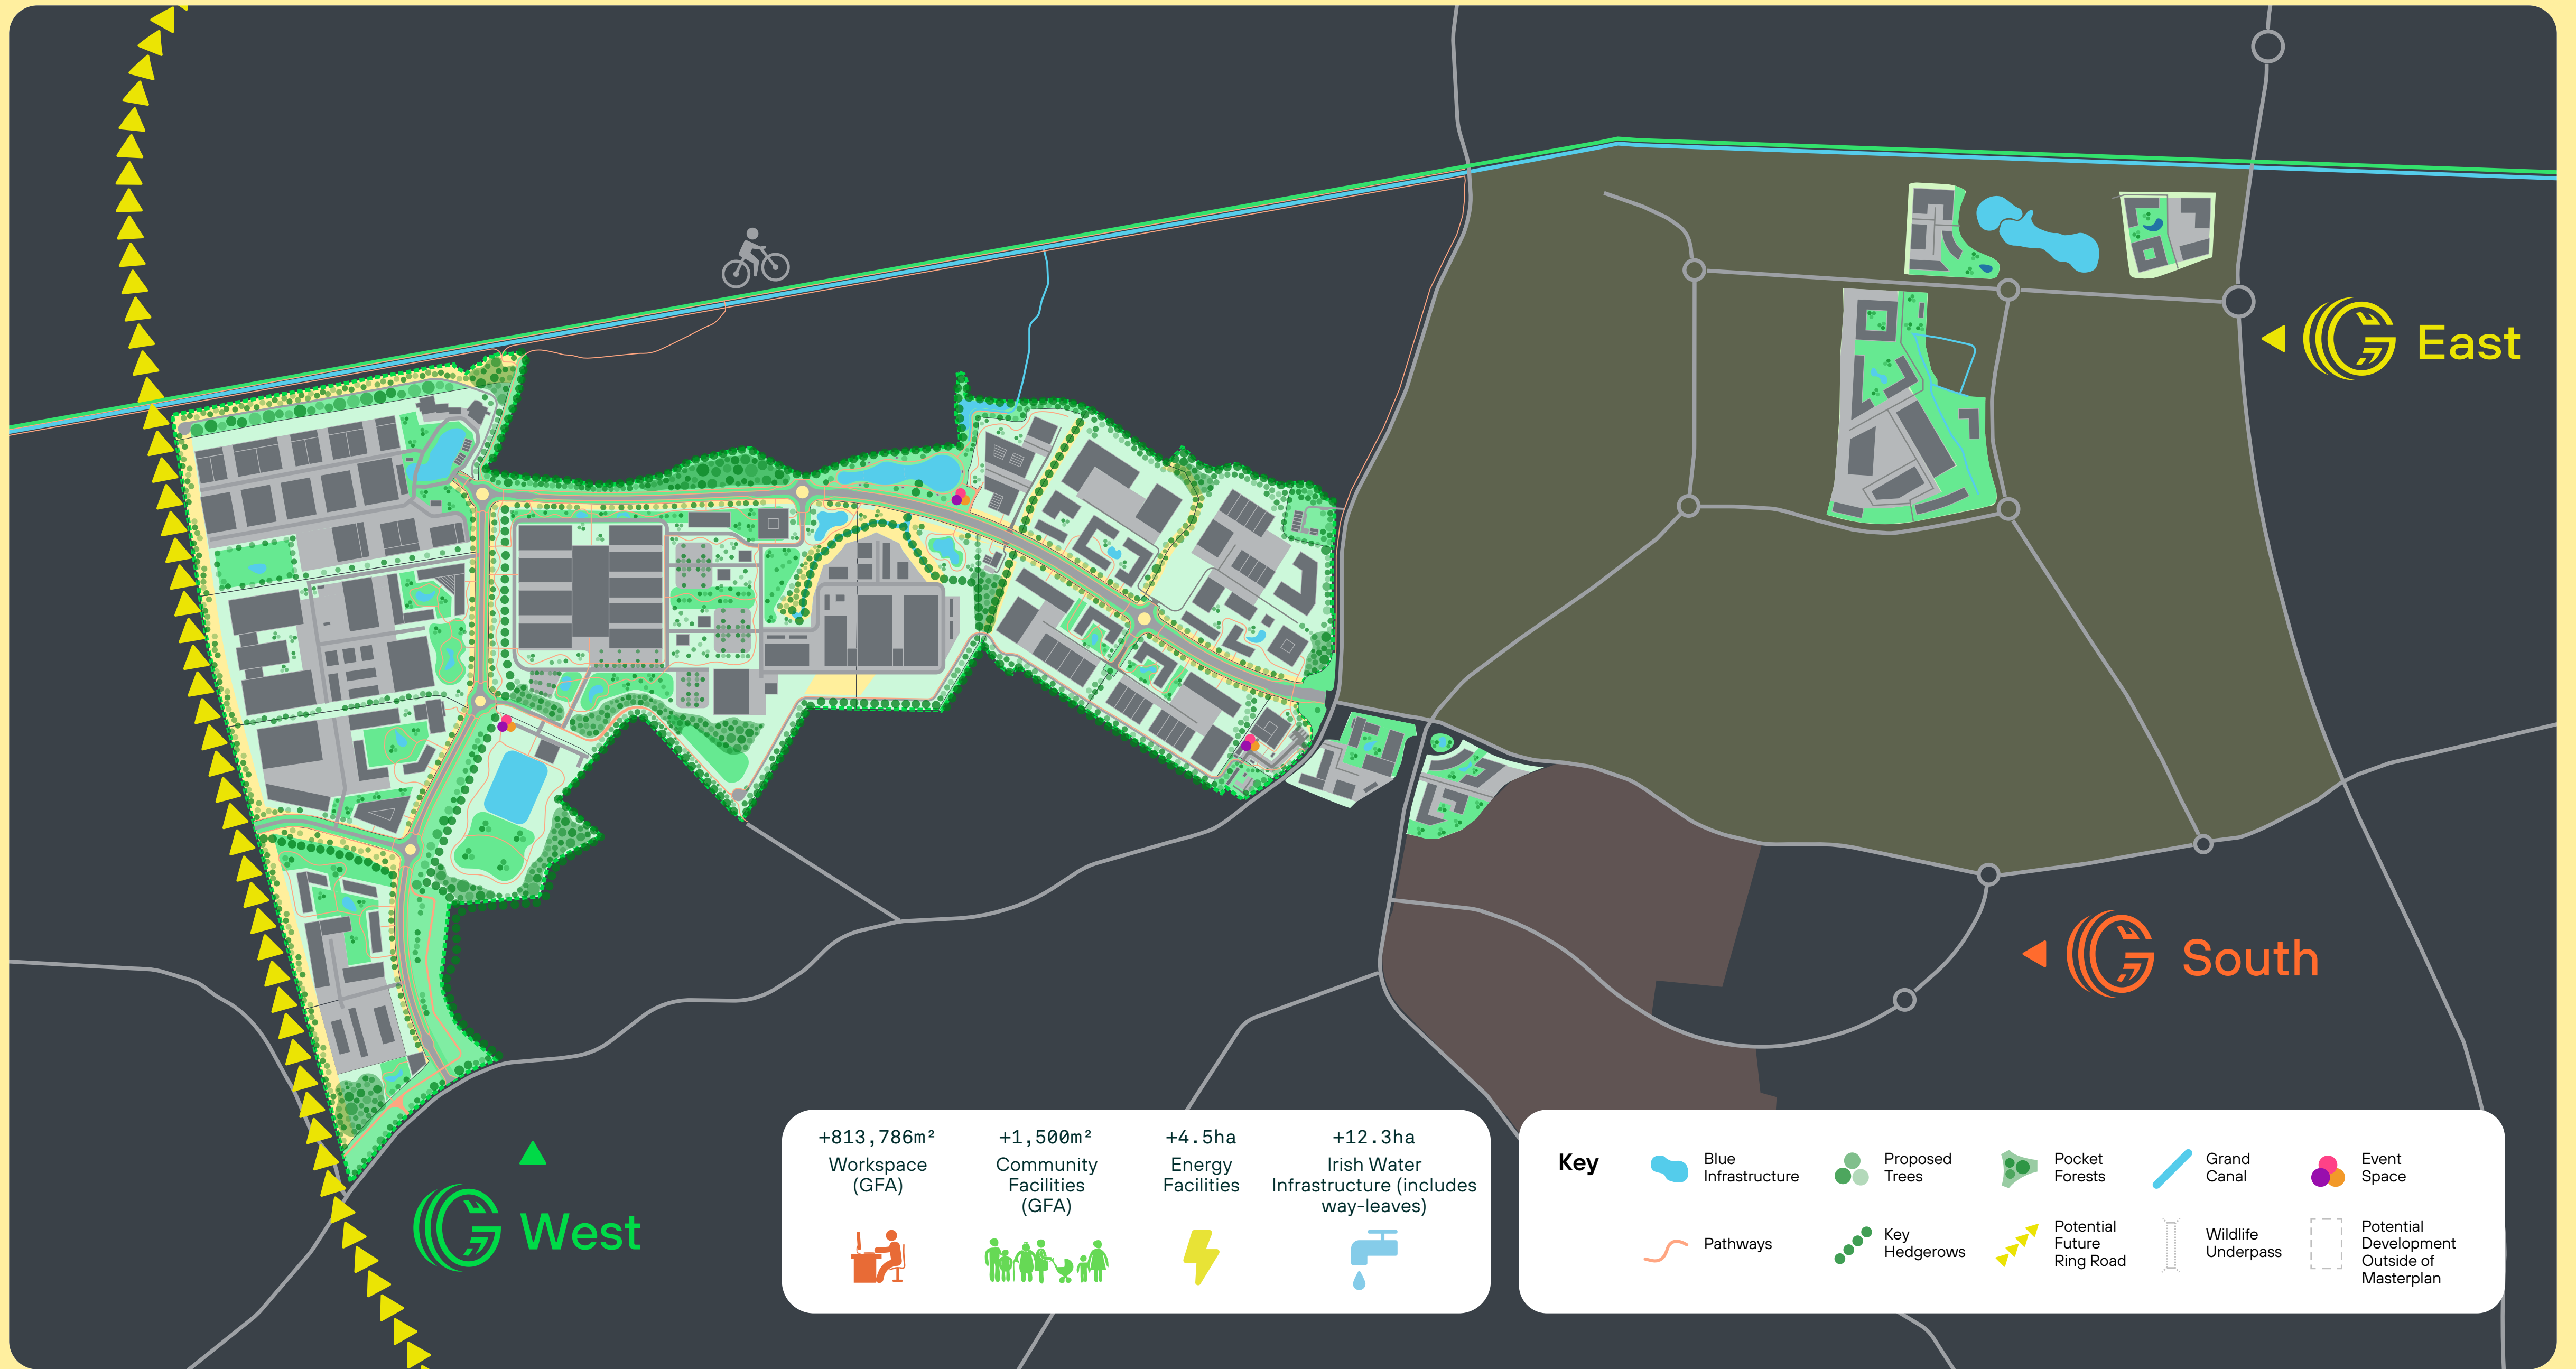 East
South
West
+813,786m²
Workspace
(GFA)
+1,500m²
Community
Facilities
(GFA)
+4.5ha
Energy
Facilities
+12.3ha
Irish Water
Infrastructure (includes
way-leaves)
Key
Blue
Infrastructure
Proposed
Trees
Pocket
Forests
Grand
Canal
Event
Space
Pathways
Key
Hedgerows
Potential
Future
Ring Road
Wildlife
Underpass
Potential
Development
Outside of
Masterplan